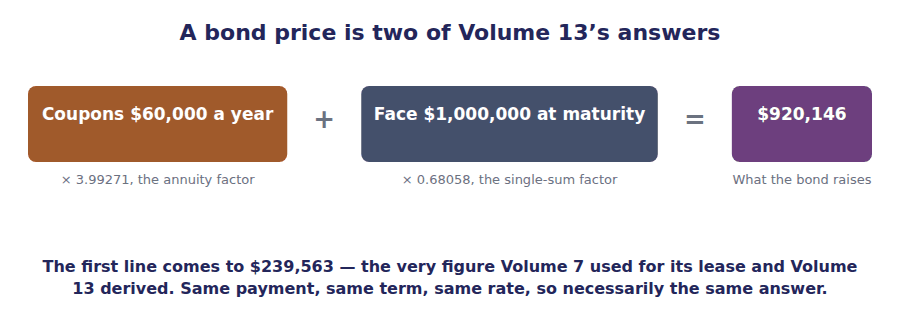 A bond price is two of Volume 13’s answers
Coupons $60,000 a year
+
Face $1,000,000 at maturity
=
$920,146
× 3.99271, the annuity factor
× 0.68058, the single-sum factor
What the bond raises
The first line comes to $239,563 — the very figure Volume 7 used for its lease and Volume
13 derived. Same payment, same term, same rate, so necessarily the same answer.